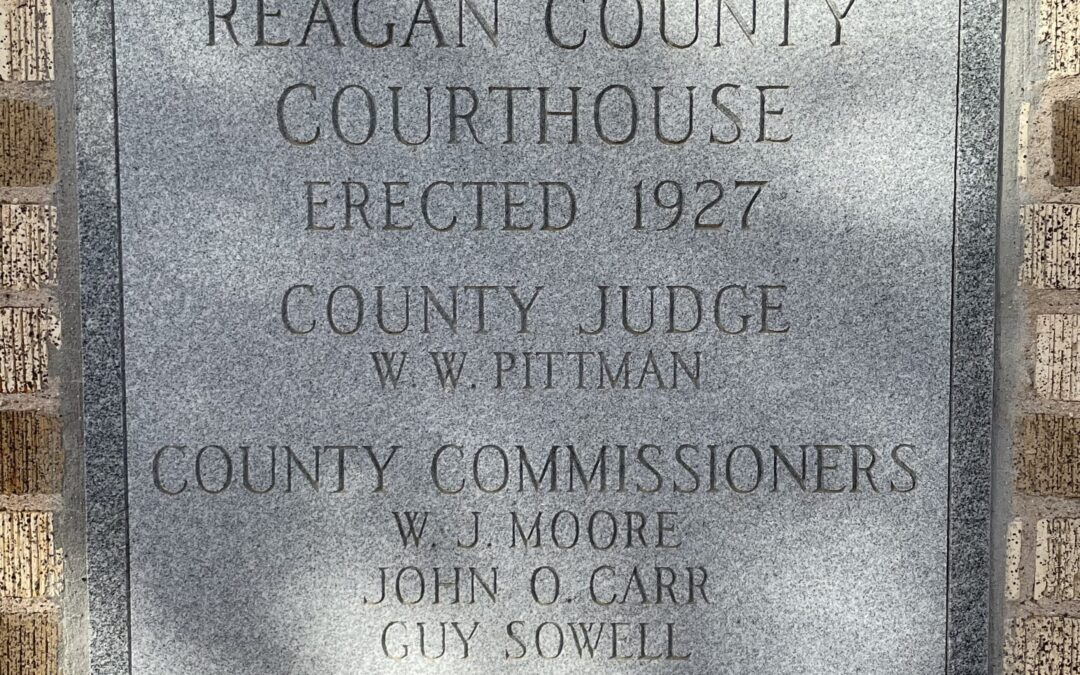 REAGAN COUNTY
COURTHOUSE
ERECTED 1927
COUNTY JUDGE
W. W. PITTMAN
COUNTY COMMISSIONERS
W. J. MOORE
JOHN O. CARR
GUY SOWELL